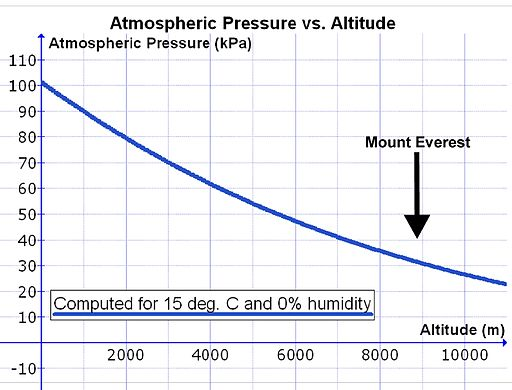 Atmospheric Pressure vs. Altitude
Atmospheric Pressure (kPa)
110
100
90
80
Mount Everest
70
60
50
40
30
20
Computed for 15 deg. C and 0% humidity
10
Altitude (m)
2000 4000 6000 8000 10000
-10